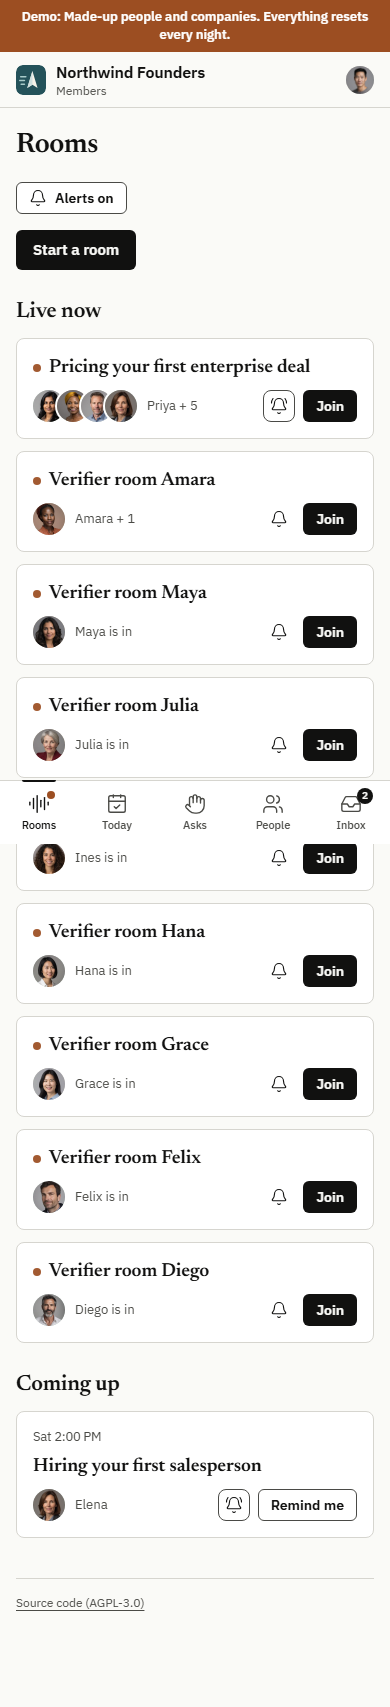 Demo: Made-up people and companies. Everything resets
every night.
Northwind Founders
Members
Rooms
Alerts on
Start a room
Live now
Pricing your first enterprise deal
Priya + 5
Join
Verifier room Amara
Amara + 1
Join
Verifier room Maya
Maya is in
Join
Verifier room Julia
Julia is in
Join
2
Rooms
Today
Asks
People
Inbox
Ines is in
Join
Verifier room Hana
Hana is in
Join
Verifier room Grace
Grace is in
Join
Verifier room Felix
Felix is in
Join
Verifier room Diego
Diego is in
Join
Coming up
Sat 2:00 PM
Hiring your first salesperson
Elena
Remind me
Source code (AGPL-3.0)